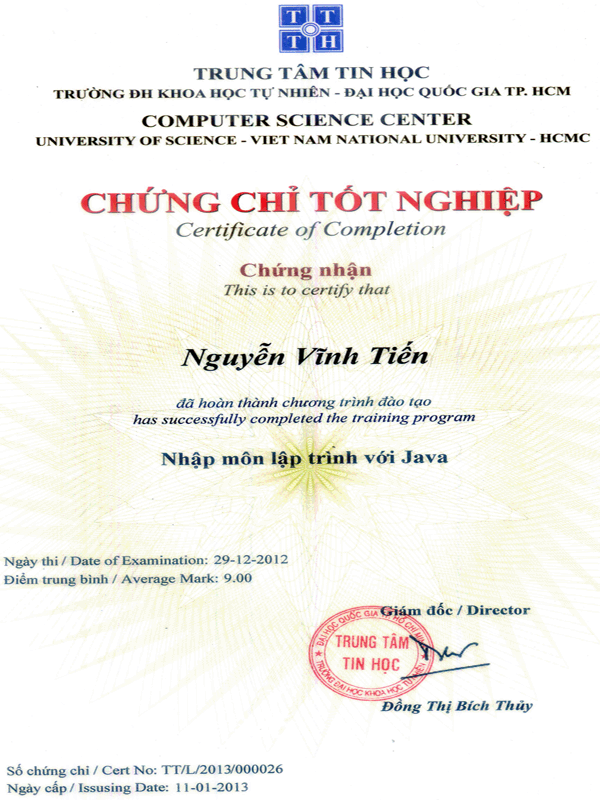 T T
T H
TRUNG TÂM TIN HỌC
TRƯỜNG ĐH KHOA HỌC TỰ NHIÊN - ĐẠI HỌC QUỐC GIA TP. HCM
COMPUTER SCIENCE CENTER
UNIVERSITY OF SCIENCE - VIET NAM NATIONAL UNIVERSITY - HCMC
CHỨNG CHỈ TỐT NGHIỆP
Certificate of Completion
Chứng nhận
This is to certify that
Nguyễn Vĩnh Tiến
đã hoàn thành chương trình đào tạo
has successfully completed the training program
Nhập môn lập trình với Java
Ngày thi / Date of Examination: 29-12-2012
Điểm trung bình / Average Mark: 9.00
Giám đốc / Director
ĐẠI HỌC QUỐC GIA HỒ CHÍ MINH
TRUNG TÂM
TIN HỌC
TRƯỜNG ĐẠI HỌC KHOA HỌC TỰ NHIÊN
Đồng Thị Bích Thủy
Số chứng chỉ / Cert No: TT/L/2013/000026
Ngày cấp / Issusing Date: 11-01-2013